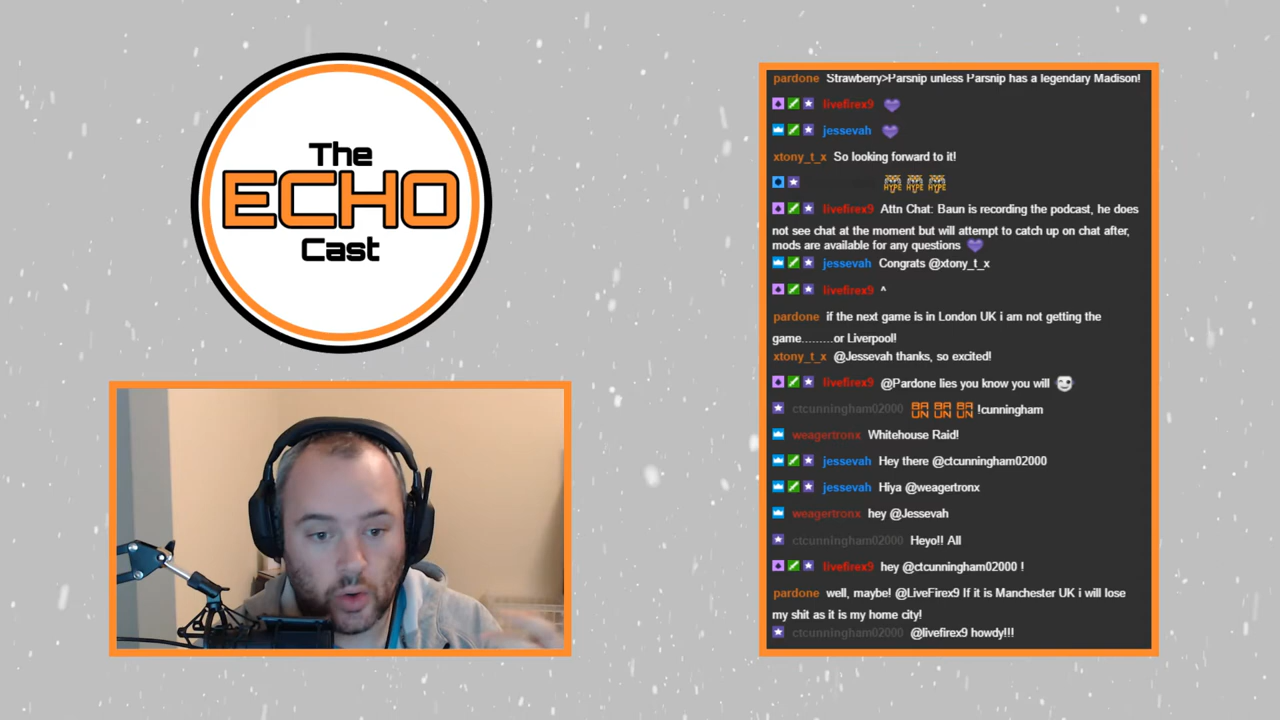 The
ECHO
Cast
pardone Strawberry>Parsnip unless Parsnip has a legendary Madison!
livefirex9
jessevah
xtony_t_x So looking forward to it!
HYPE HYPE HYPE
livefirex9 Attn Chat: Baun is recording the podcast, he does
not see chat at the moment but will attempt to catch up on chat after,
mods are available for any questions
jessevah Congrats @xtony_t_x
livefirex9 ^
pardone if the next game is in London UK i am not getting the
game.........or Liverpool!
xtony_t_x @Jessevah thanks, so excited!
livefirex9 @Pardone lies you know you will
ctcunningham02000 BAUN BAUN BAUN !cunningham
weagertronx Whitehouse Raid!
jessevah Hey there @ctcunningham02000
jessevah Hiya @weagertronx
weagertronx hey @Jessevah
ctcunningham02000 Heyo!! All
livefirex9 hey @ctcunningham02000 !
pardone well, maybe! @LiveFirex9 If it is Manchester UK i will lose
my shit as it is my home city!
ctcunningham02000 @livefirex9 howdy!!!